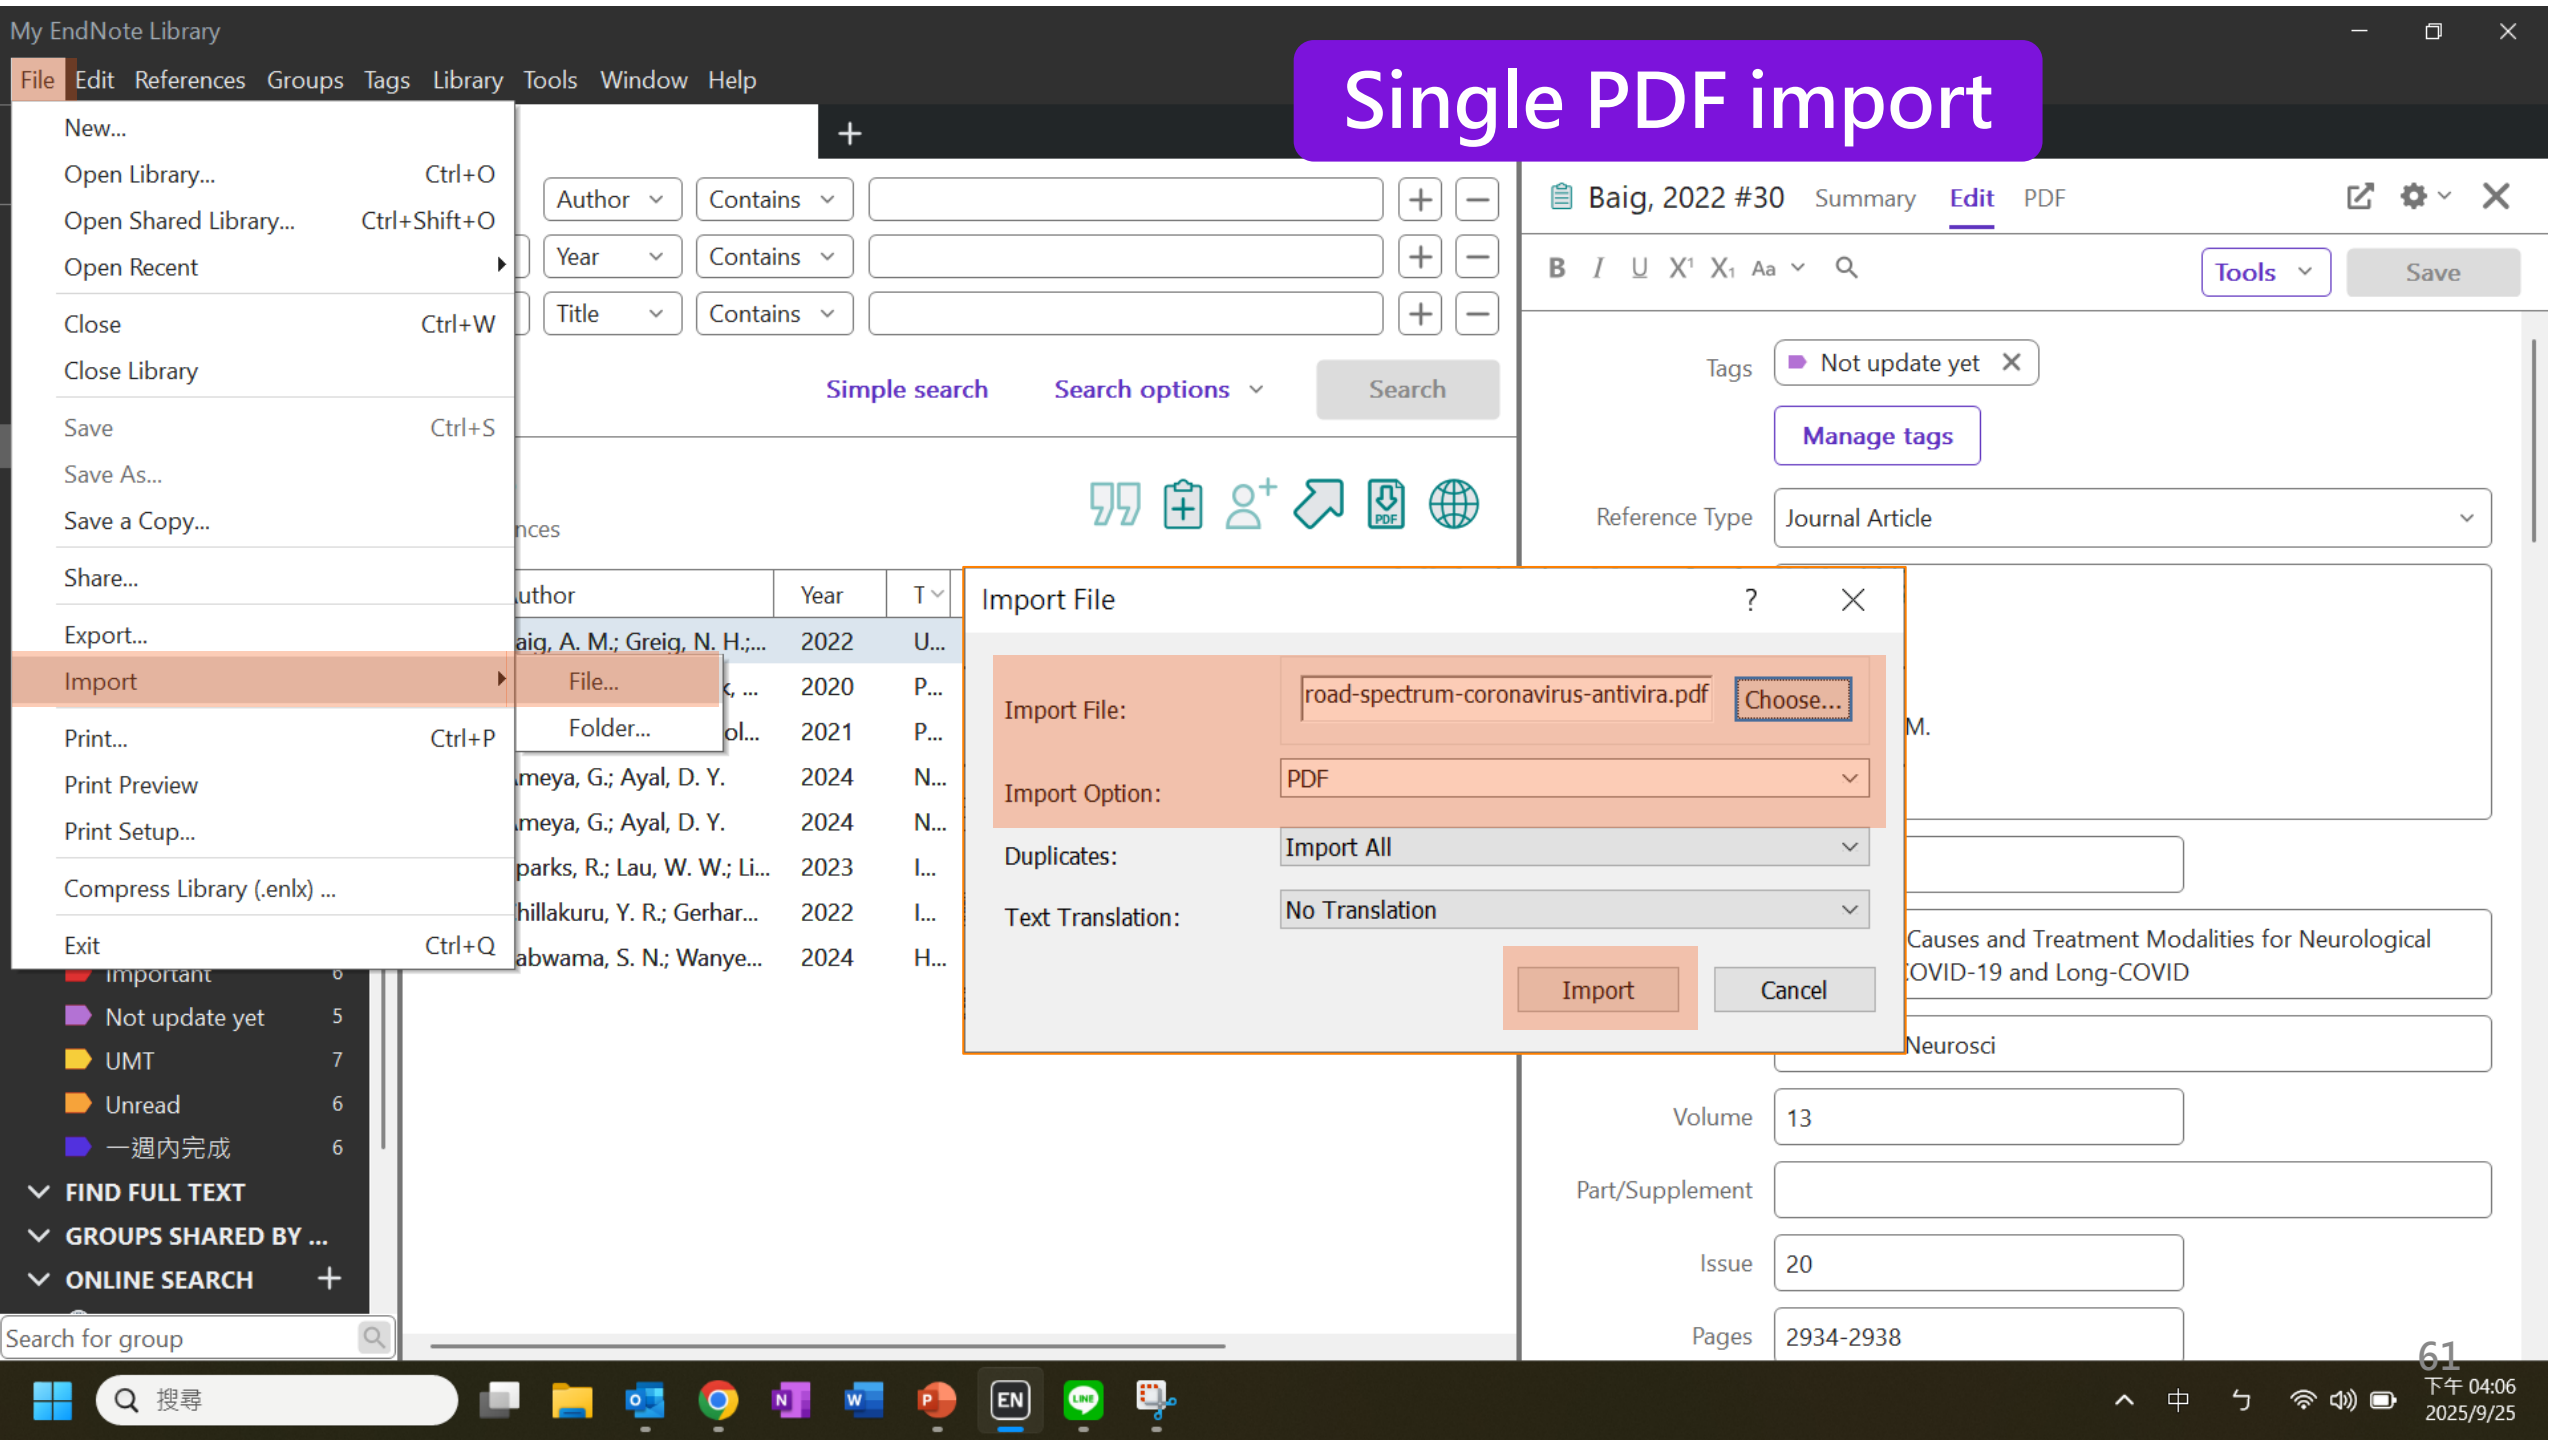 My EndNote Library
Single PDF import
File Edit References Groups Tags Library Tools Window Help
New...
Open Library... Ctrl+O
Open Shared Library... Ctrl+Shift+O
Open Recent
Close Ctrl+W
Close Library
Save Ctrl+S
Save As...
Save a Copy...
Share...
Export...
Import
File...
Folder...
Print... Ctrl+P
Print Preview
Print Setup...
Compress Library (.enlx) ...
Exit Ctrl+Q
Important 6
Not update yet 5
UMT 7
Unread 6
一週內完成 6
FIND FULL TEXT
GROUPS SHARED BY ...
ONLINE SEARCH
Search for group
Author Contains
Year Contains
Title Contains
Simple search Search options Search
nces
PDF
uthor Year T
aig, A. M.; Greig, N. H.;... 2022 U...
k, ... 2020 P...
ol... 2021 P...
meya, G.; Ayal, D. Y. 2024 N...
meya, G.; Ayal, D. Y. 2024 N...
parks, R.; Lau, W. W.; Li... 2023 I...
hillakuru, Y. R.; Gerhar... 2022 I...
abwama, S. N.; Wanye... 2024 H...
Import File ?
Import File: road-spectrum-coronavirus-antivira.pdf Choose...
Import Option: PDF
Duplicates: Import All
Text Translation: No Translation
Import Cancel
Baig, 2022 #30 Summary Edit PDF
B I U X¹ X₁ Aa
Tools Save
Tags Not update yet
Manage tags
Reference Type Journal Article
M.
Causes and Treatment Modalities for Neurological
OVID-19 and Long-COVID
Neurosci
Volume 13
Part/Supplement
Issue 20
Pages 2934-2938
61
搜尋
EN
LINE
中
ㄣ
下午 04:06
2025/9/25